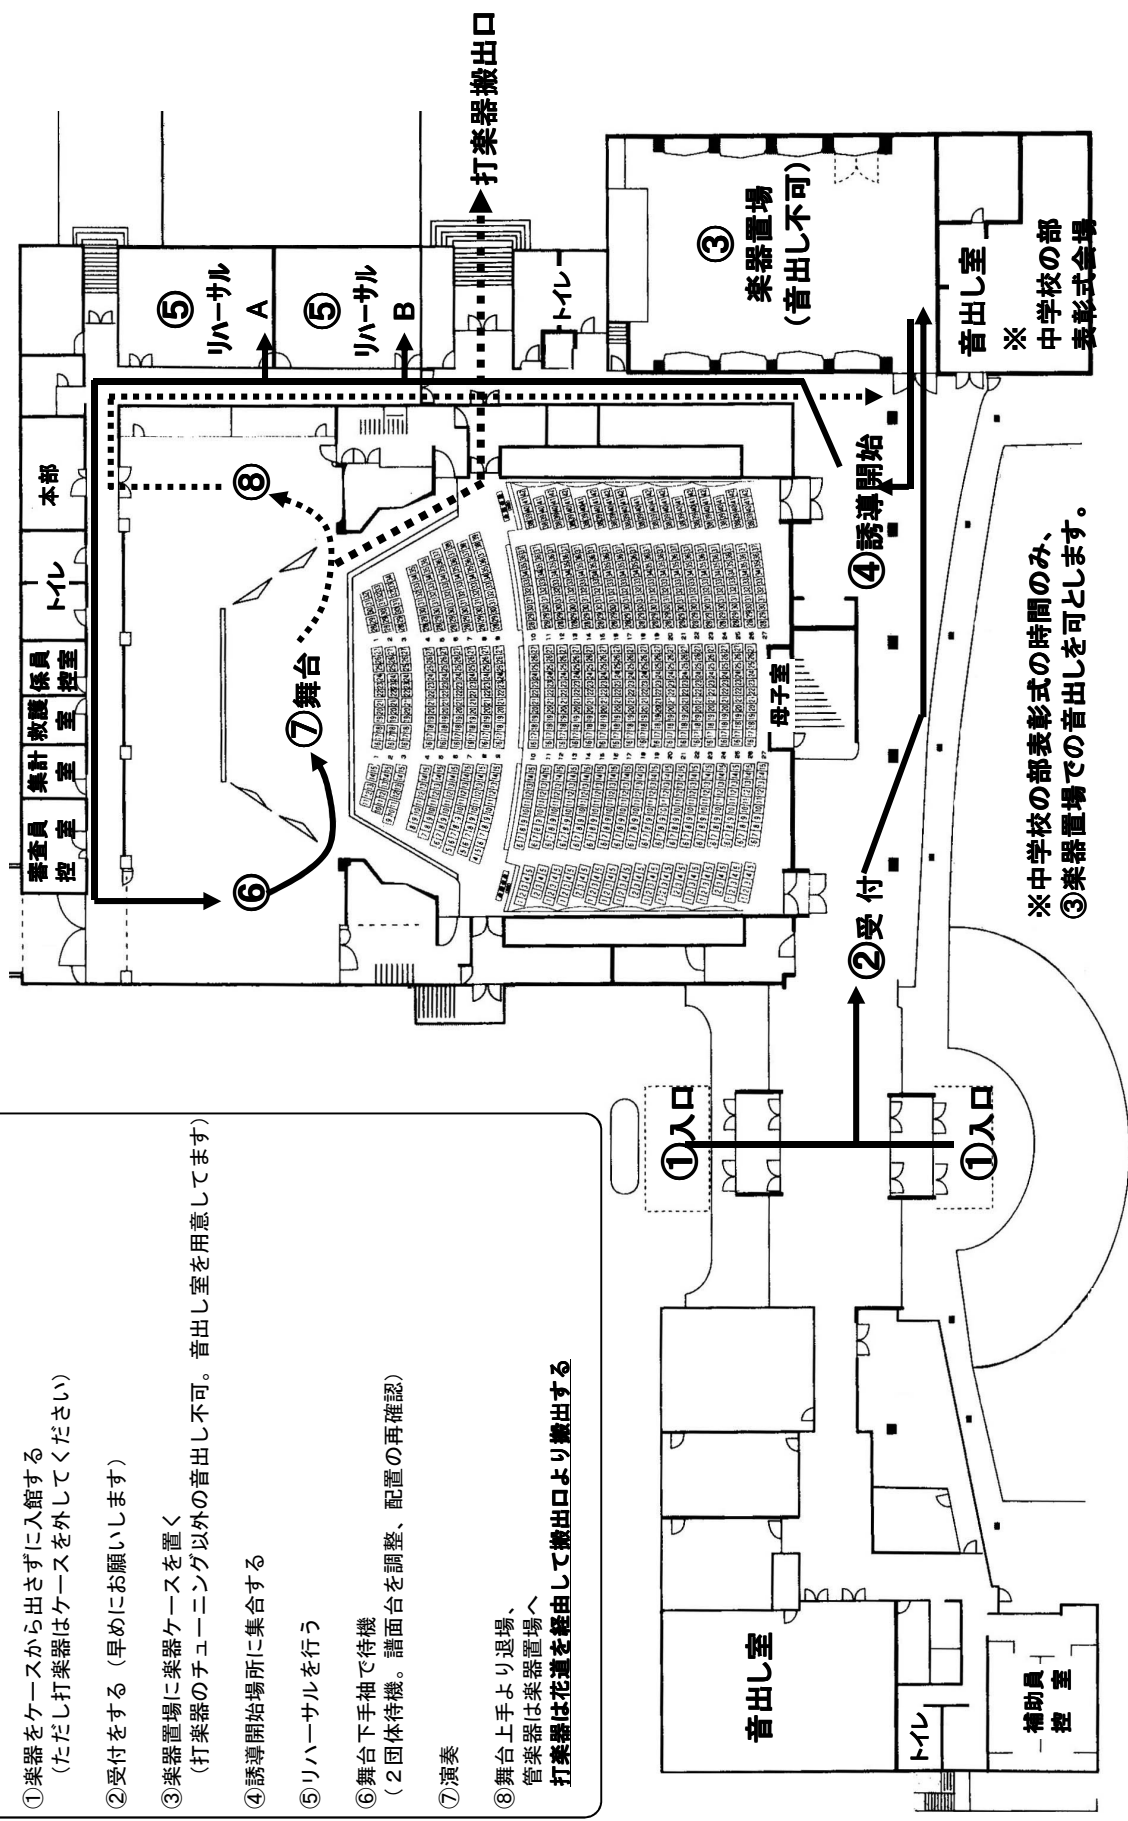 ①楽器をケースから出さずに入館する
（ただし打楽器はケースを外してください）
②受付をする（早めにお願いします）
③楽器置場に楽器ケースを置く
（打楽器のチューニング以外の音出し不可。音出し室を用意してます）
④誘導開始場所に集合する
⑤リハーサルを行う
⑥舞台下手袖で待機
（２団体待機。譜面台を調整、配置の再確認）
⑦演奏
⑧舞台上手より退場、
管楽器は楽器置場へ
打楽器は花道を経由して搬出口より搬出する
審査員
控　室
集計
室
救護
室
係員
控室
トイレ
本部
⑤
リハーサル
A
⑤
リハーサル
B
打楽器搬出口
トイレ
③
楽器置場
（音出し不可）
音出し室
※
中学校の部
表彰式会場
⑥
⑦舞台
⑧
母子室
④誘導開始
②受付
①入口
①入口
音出し室
トイレ
補助員
控　室
※中学校の部表彰式の時間のみ、
③楽器置場での音出しを可とします。